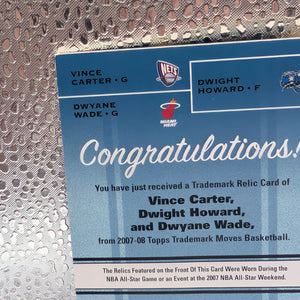 VINCE
CARTER • G
NETS
DWIGHT
HOWARD • F
DWYANE
WADE • G
MIAMI
HEAT
Congratulations!
You have just received a Trademark Relic Card of
Vince Carter,
Dwight Howard,
and Dwyane Wade,
from 2007-08 Topps Trademark Moves Basketball.
The Relics Featured on the Front Of This Card Were Worn During the
NBA All-Star Game or an Event at the 2007 NBA All-Star Weekend.